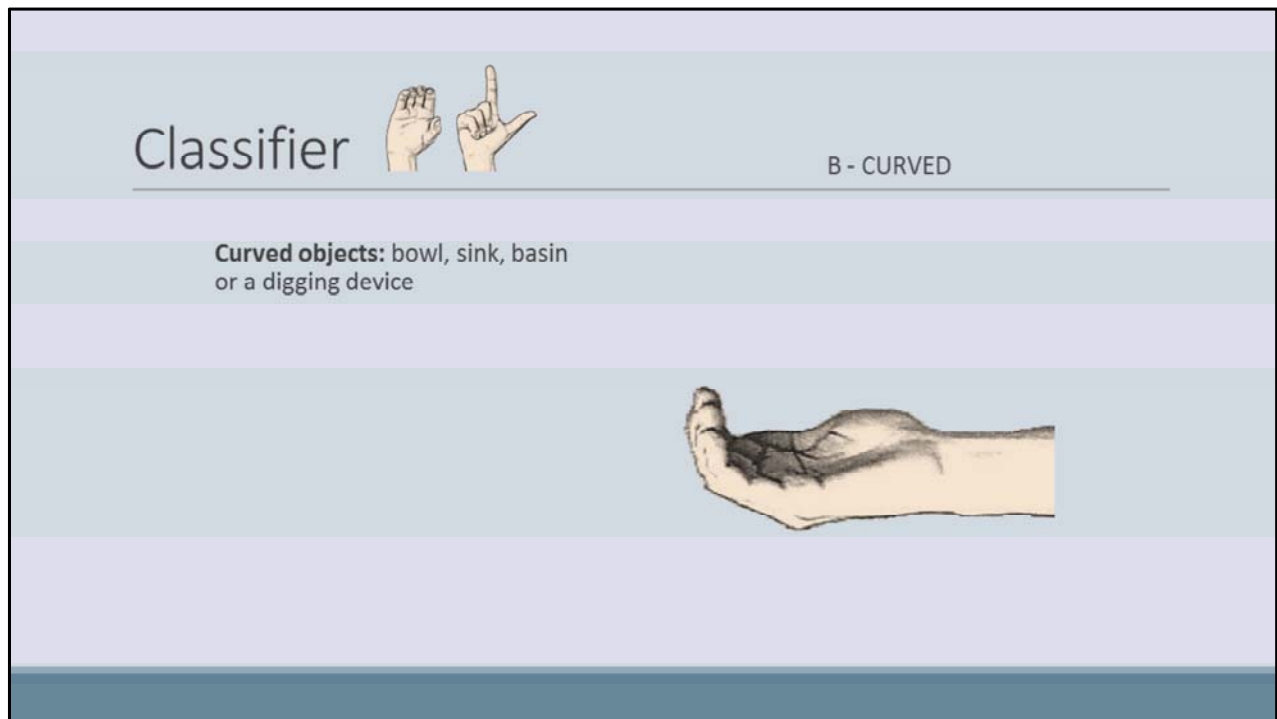 Classifier
B - CURVED
Curved objects: bowl, sink, basin
or a digging device